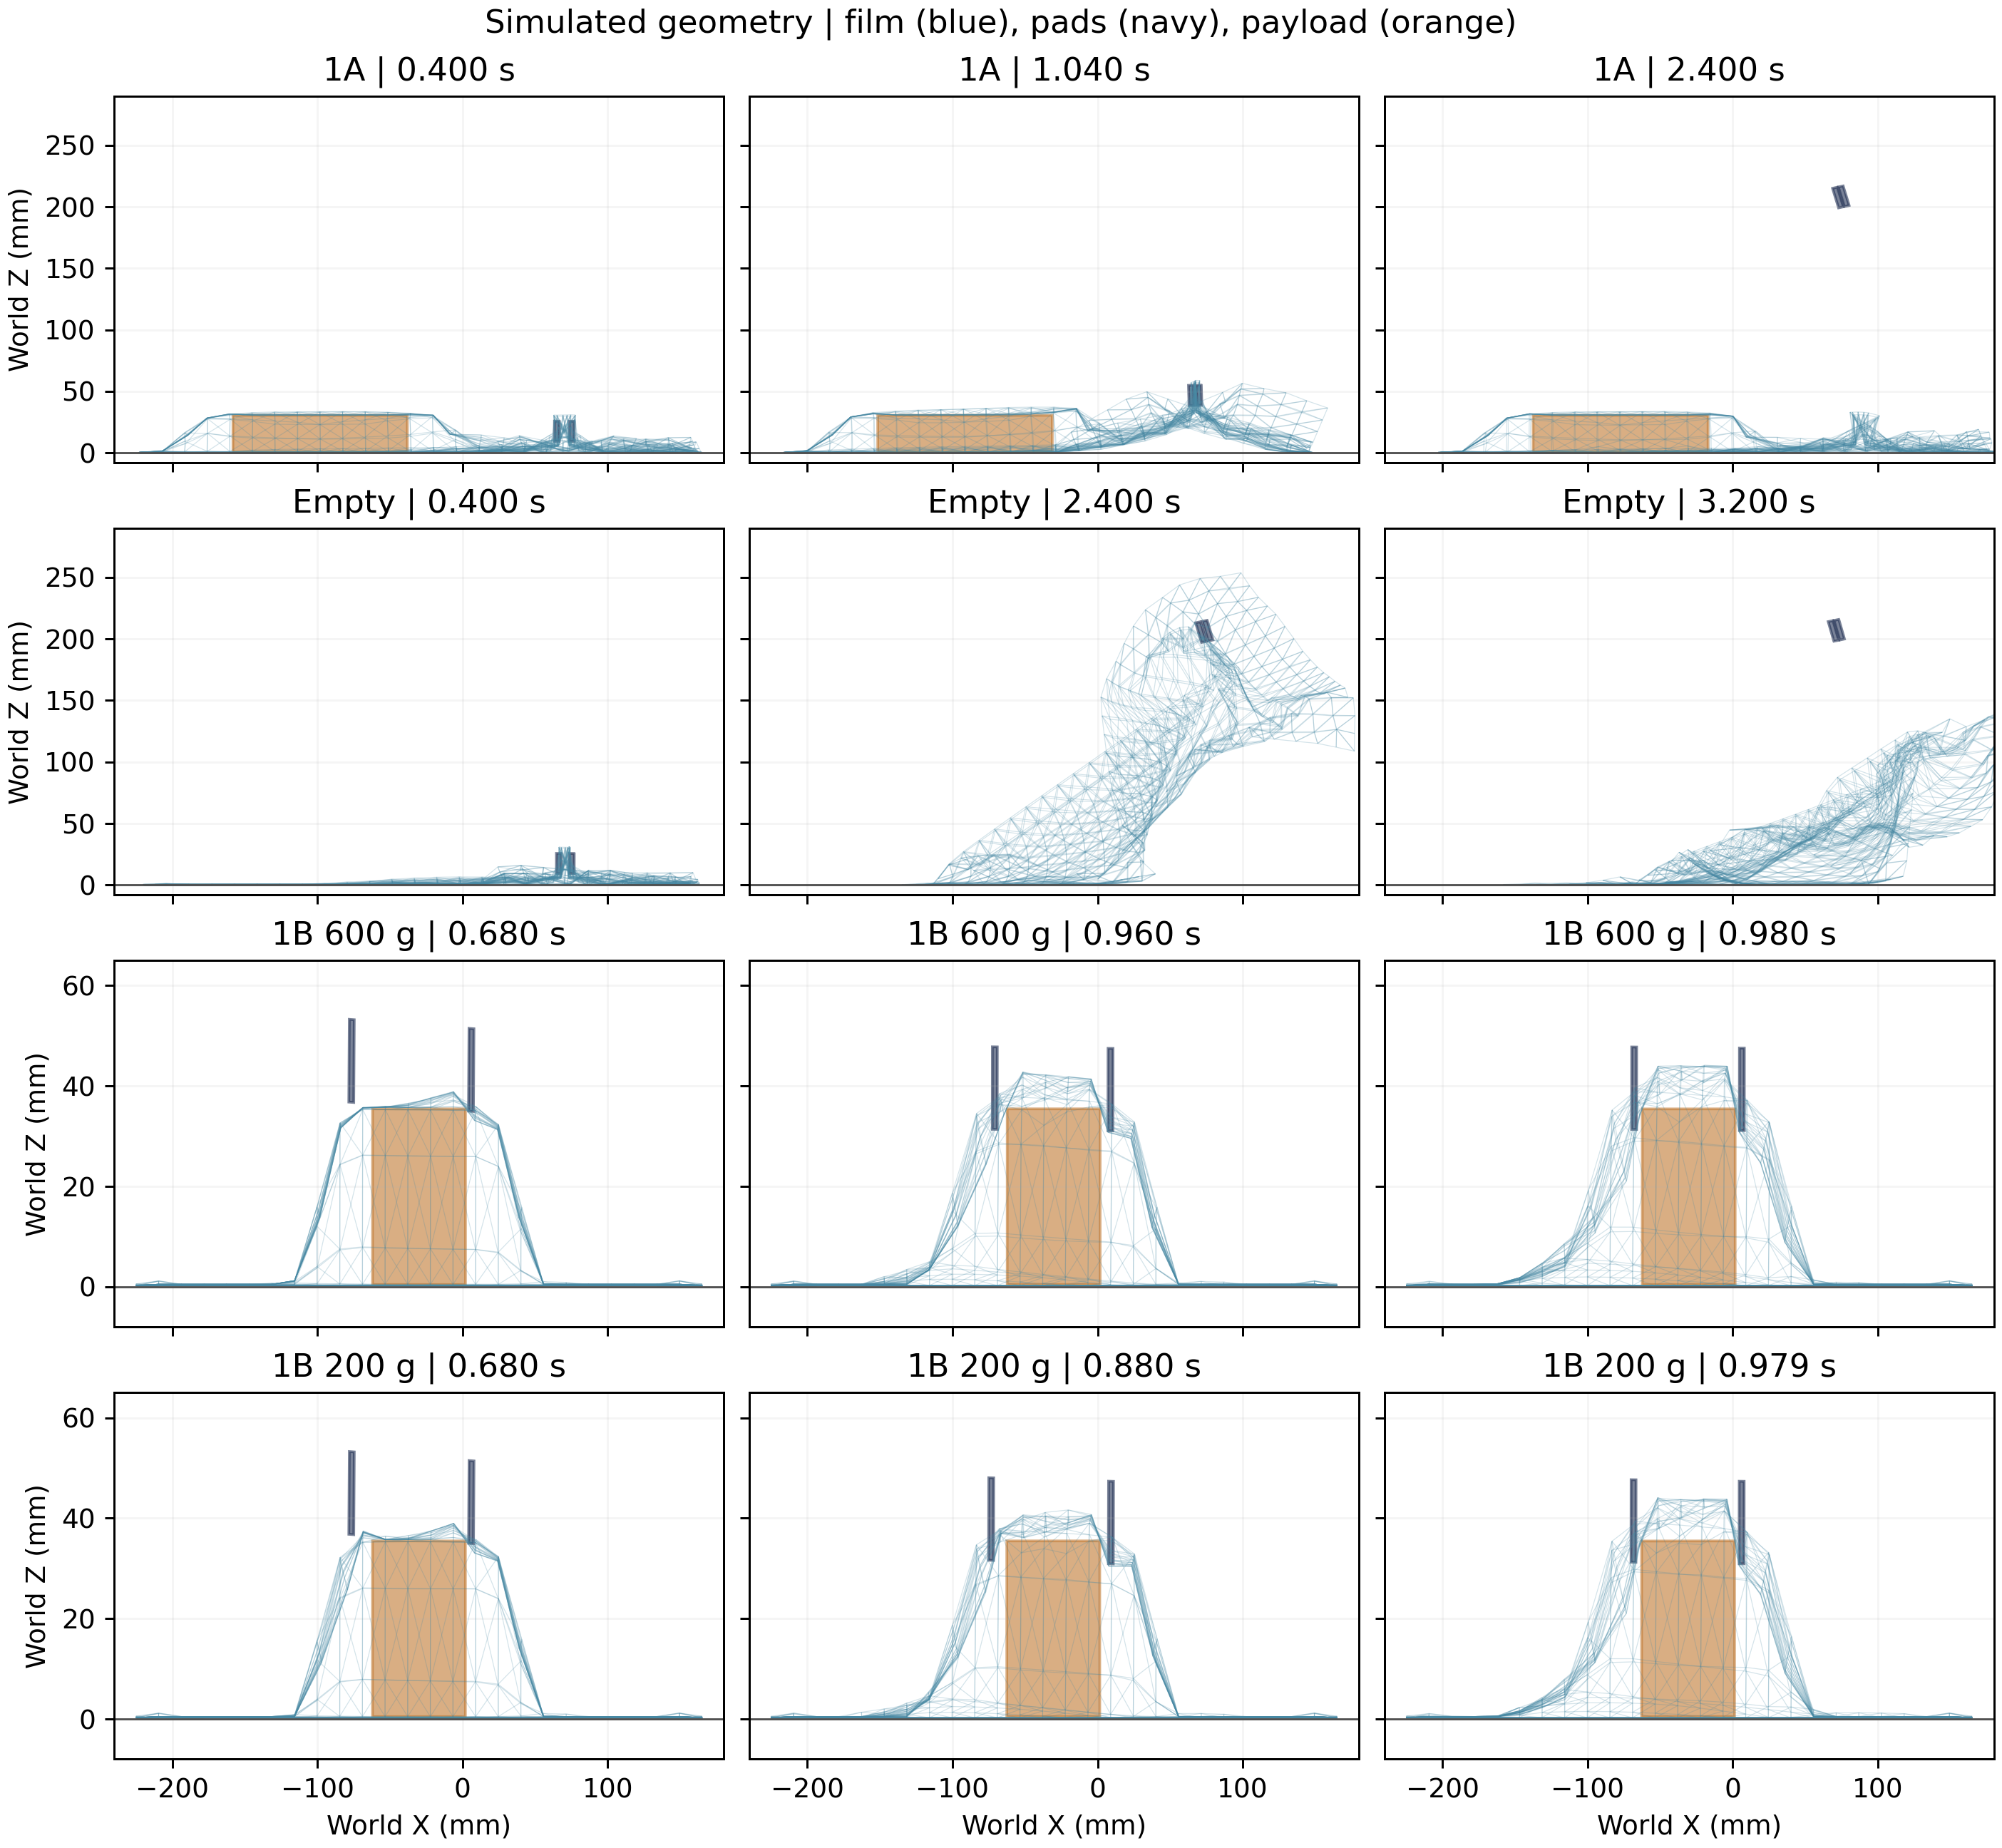 Simulated geometry | film (blue), pads (navy), payload (orange)
1A | 0.400 s
1A | 1.040 s
1A | 2.400 s
World Z (mm)
250
200
150
100
50
0
Empty | 0.400 s
Empty | 2.400 s
Empty | 3.200 s
World Z (mm)
250
200
150
100
50
0
1B 600 g | 0.680 s
1B 600 g | 0.960 s
1B 600 g | 0.980 s
World Z (mm)
60
40
20
0
1B 200 g | 0.680 s
1B 200 g | 0.880 s
1B 200 g | 0.979 s
World Z (mm)
60
40
20
0
−200 −100 0 100
−200 −100 0 100
−200 −100 0 100
World X (mm)
World X (mm)
World X (mm)